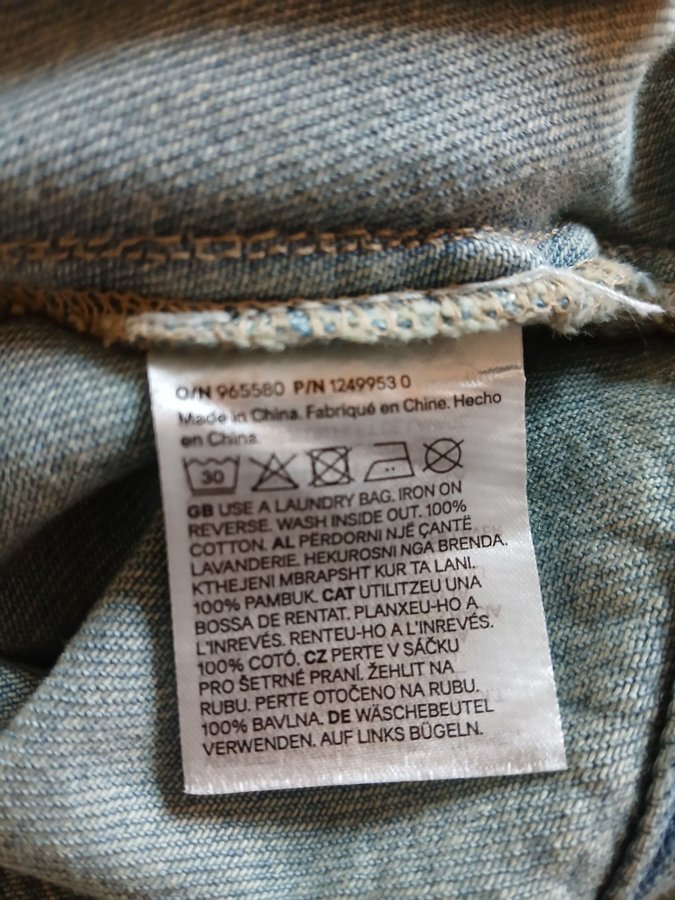 O/N 965580 P/N 1249953 0
Made in China. Fabriqué en Chine. Hecho
en China.
30
GB USE A LAUNDRY BAG. IRON ON
REVERSE. WASH INSIDE OUT. 100%
COTTON. AL PËRDORNI NJË ÇANTË
LAVANDERIE. HEKUROSNI NGA BRENDA.
KTHEJENI MBRAPSHT KUR TA LANI.
100% PAMBUK. CAT UTILITZEU UNA
BOSSA DE RENTAT. PLANXEU-HO A
L'INREVÉS. RENTEU-HO A L'INREVÉS.
100% COTÓ. CZ PERTE V SÁČKU
PRO ŠETRNÉ PRANÍ. ŽEHLIT NA
RUBU. PERTE OTOČENO NA RUBU.
100% BAVLNA. DE WÄSCHEBEUTEL
VERWENDEN. AUF LINKS BÜGELN.